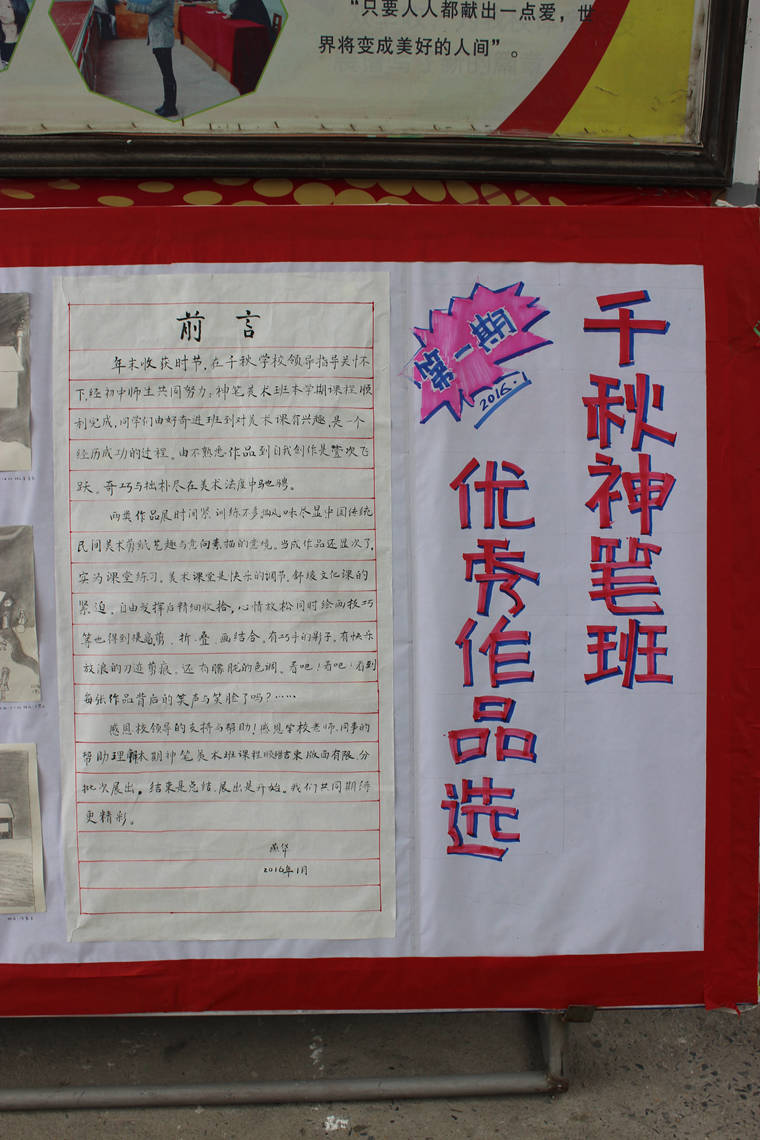 “只要人人都献出一点爱，世
界将变成美好的人间”。
千秋神笔班
优秀作品选
第一期
2016.1
前言
年末收获时节，在千秋学校领导指导关怀
下，经初中师生共同努力，神笔美术班本学期课程顺
利完成，同学们由好奇进班到对美术课有兴趣，是一个
经历成功的过程。由不熟悉作品到自我创作是一次飞
跃。奇巧与拙朴尽在美术法度中驰骋。
两类作品展时间紧，训练不多，风味尽显中国传统
民间美术剪纸笔趣与意向素描的意境。当成作品还显次了，
实为课堂练习。美术课堂是快乐的调节，舒缓文化课的
紧迫。自由发挥后精细收拾，心情放松同时绘画技巧
等也得到提高剪、折、叠、画结合。有巧手的剪子，有快乐
放浪的刀迹剪痕。还有朦胧的色调。看吧！看吧！看到
每张作品背后的笑声与笑脸了吗？……
感恩校领导的支持与帮助！感恩学校老师、同事的
帮助理解本期神笔美术班课程顺结束版面有限，分
批次展出。结束是总结，展出是开始。我们共同期待
更精彩。
燕华
2016年1月